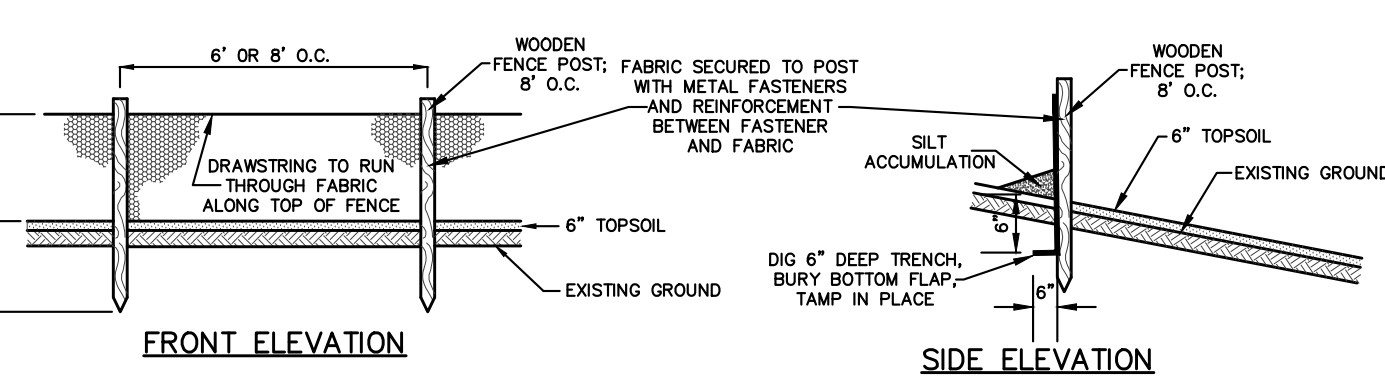 6' OR 8' O.C.
WOODEN
FENCE POST;
8' O.C.
FABRIC SECURED TO POST
WITH METAL FASTENERS
AND REINFORCEMENT
BETWEEN FASTENER
AND FABRIC
DRAWSTRING TO RUN
THROUGH FABRIC
ALONG TOP OF FENCE
6" TOPSOIL
EXISTING GROUND
FRONT ELEVATION
WOODEN
FENCE POST;
8' O.C.
SILT
ACCUMULATION
6" TOPSOIL
EXISTING GROUND
6"
DIG 6" DEEP TRENCH,
BURY BOTTOM FLAP,
TAMP IN PLACE
6"
SIDE ELEVATION